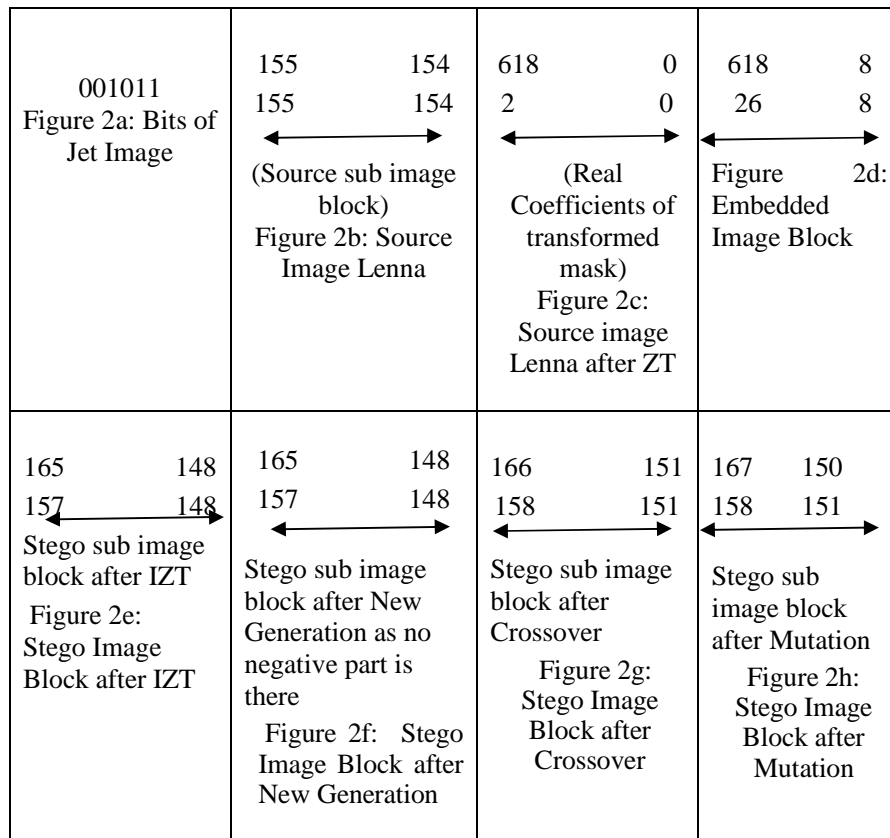 001011
Figure 2a: Bits of
Jet Image
155 154
155 154
(Source sub image
block)
Figure 2b: Source
Image Lenna
618 0
2 0
(Real
Coefficients of
transformed
mask)
Figure 2c:
Source image
Lenna after ZT
618 8
26 8
Figure 2d:
Embedded
Image Block
165 148
157 148
Stego sub image
block after IZT
Figure 2e:
Stego Image
Block after IZT
165 148
157 148
Stego sub image
block after New
Generation as no
negative part is
there
Figure 2f: Stego
Image Block after
New Generation
166 151
158 151
Stego sub image
block after
Crossover
Figure 2g:
Stego Image
Block after
Crossover
167 150
158 151
Stego sub
image block
after Mutation
Figure 2h:
Stego Image
Block after
Mutation